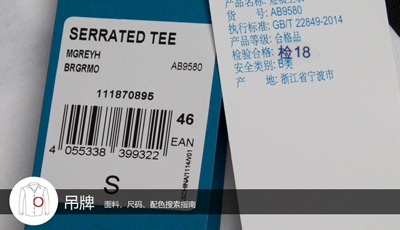 SERRATED TEE
MGREYH
BRGRMO
AB9580
111870895
46
EAN
4 055338 399322
S
CHINA/1114/V01
货 号: AB9580
执行标准: GB/T 22849-2014
产品等级: 合格品
检验合格: 检18
安全类别: B类
产 地: 浙江省宁波市
吊牌
面料、尺码、配色搜索指南